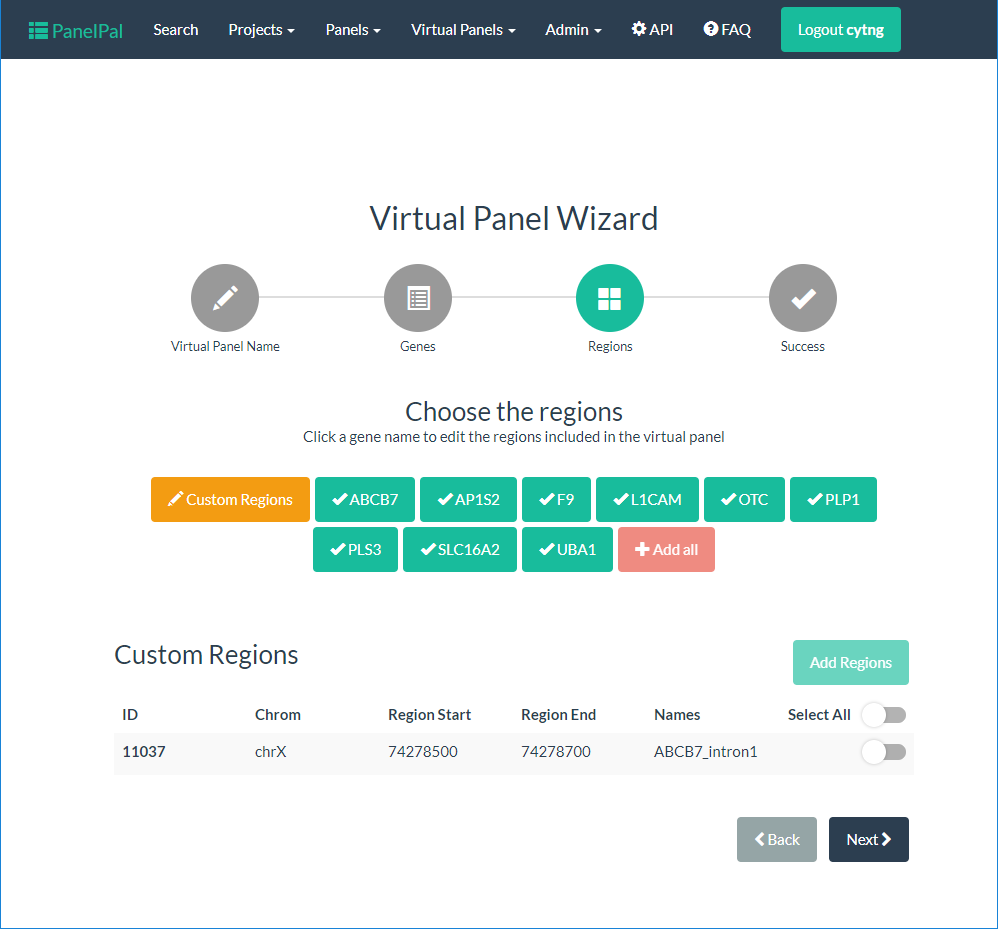 PanelPal Search Projects Panels Virtual Panels Admin API FAQ Logout cytng
Virtual Panel Wizard
Virtual Panel Name Genes Regions Success
Choose the regions
Click a gene name to edit the regions included in the virtual panel
Custom Regions ABCB7 AP1S2 F9 L1CAM OTC PLP1
PLS3 SLC16A2 UBA1 Add all
Custom Regions Add Regions
ID Chrom Region Start Region End Names Select All
11037 chrX 74278500 74278700 ABCB7_intron1
Back Next